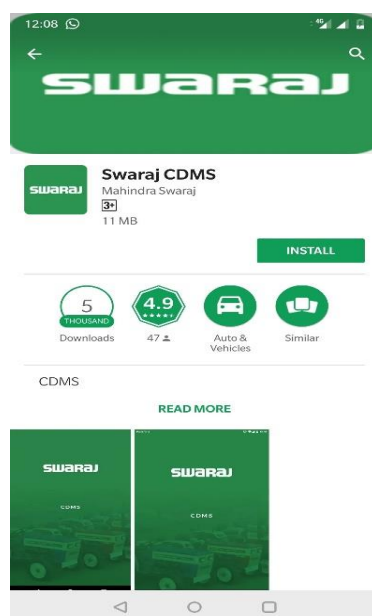 12:08
4G
SWARAJ
SWARAJ
Swaraj CDMS
Mahindra Swaraj
3+
11 MB
INSTALL
5
THOUSAND
Downloads
4.9
47
Auto &
Vehicles
Similar
CDMS
READ MORE
SWARAJ
CDMS
SWARAJ
CDMS